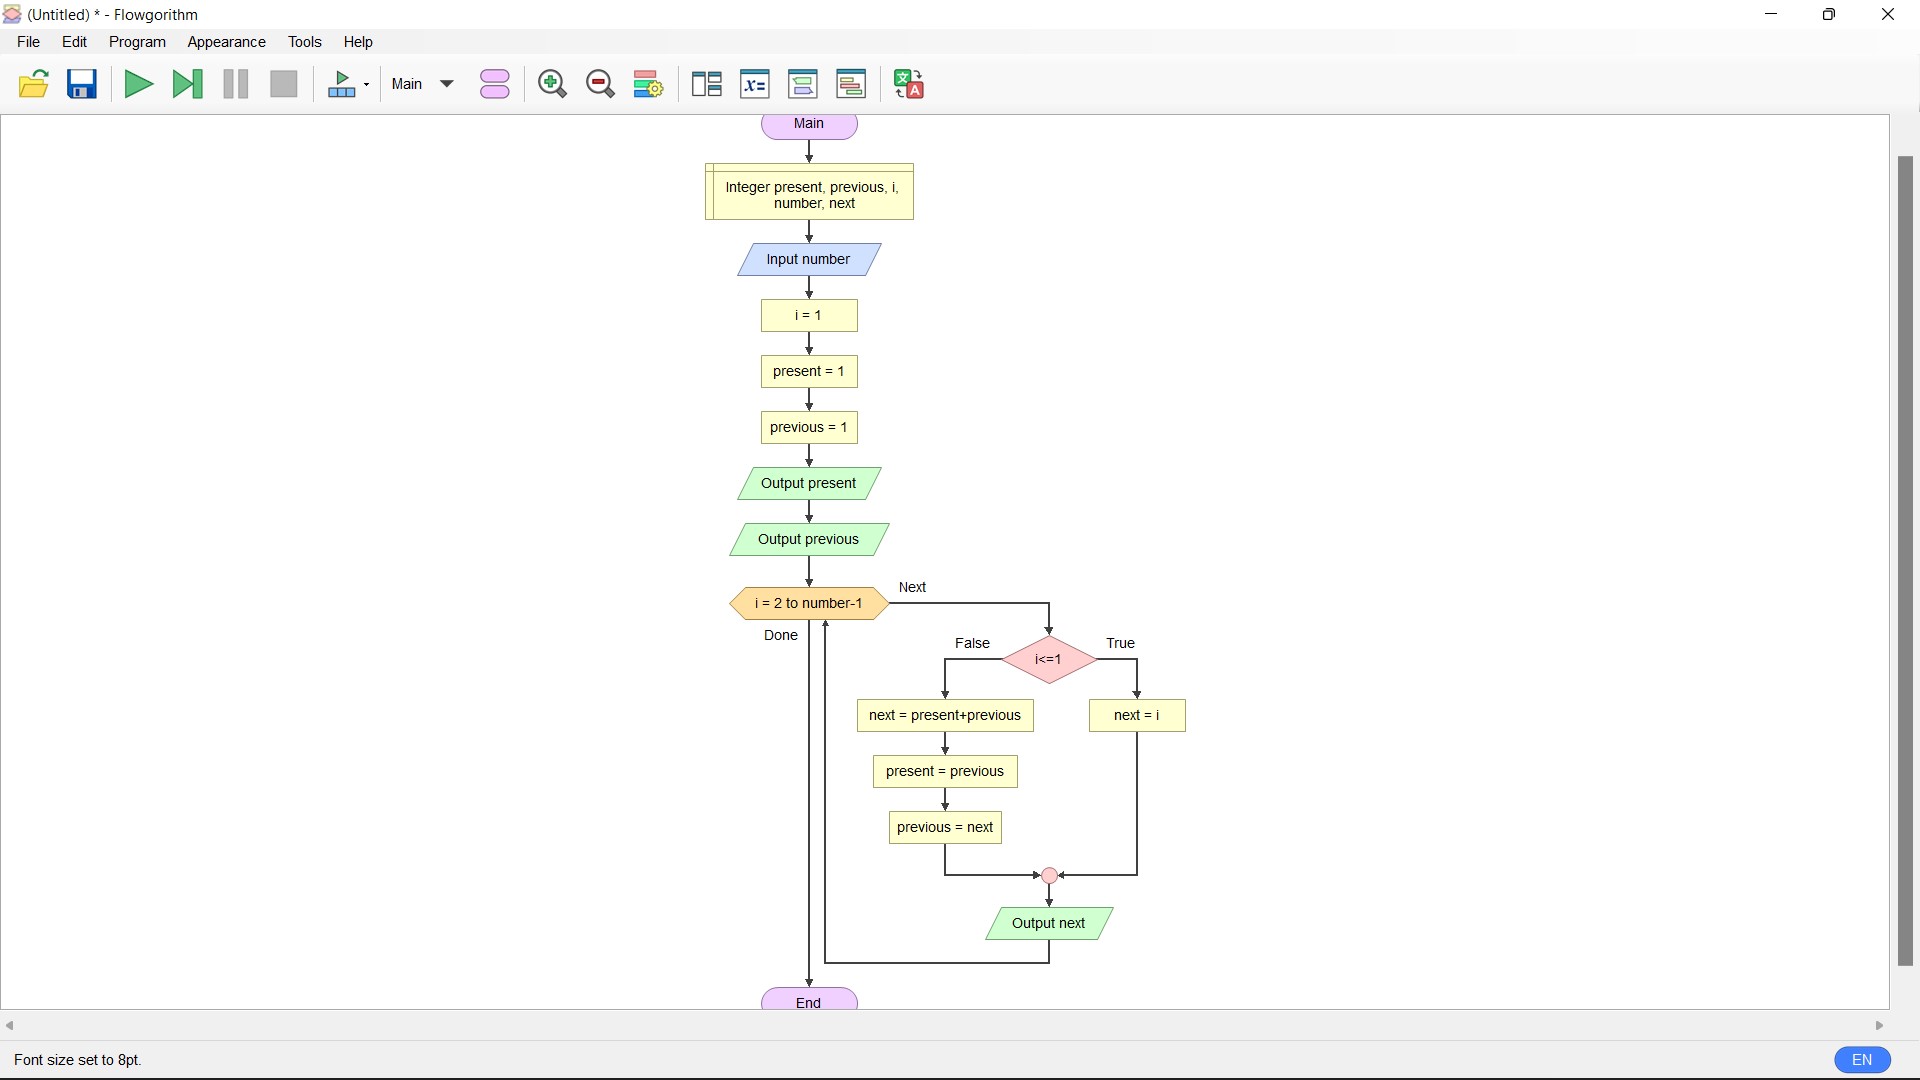 (Untitled) * - Flowgorithm
File Edit Program Appearance Tools Help
Main
x=
文
A
Main
Integer present, previous, i,
number, next
Input number
i = 1
present = 1
previous = 1
Output present
Output previous
i = 2 to number-1
Next
Done
False
True
i<=1
next = present+previous
next = i
present = previous
previous = next
Output next
End
Font size set to 8pt.
EN